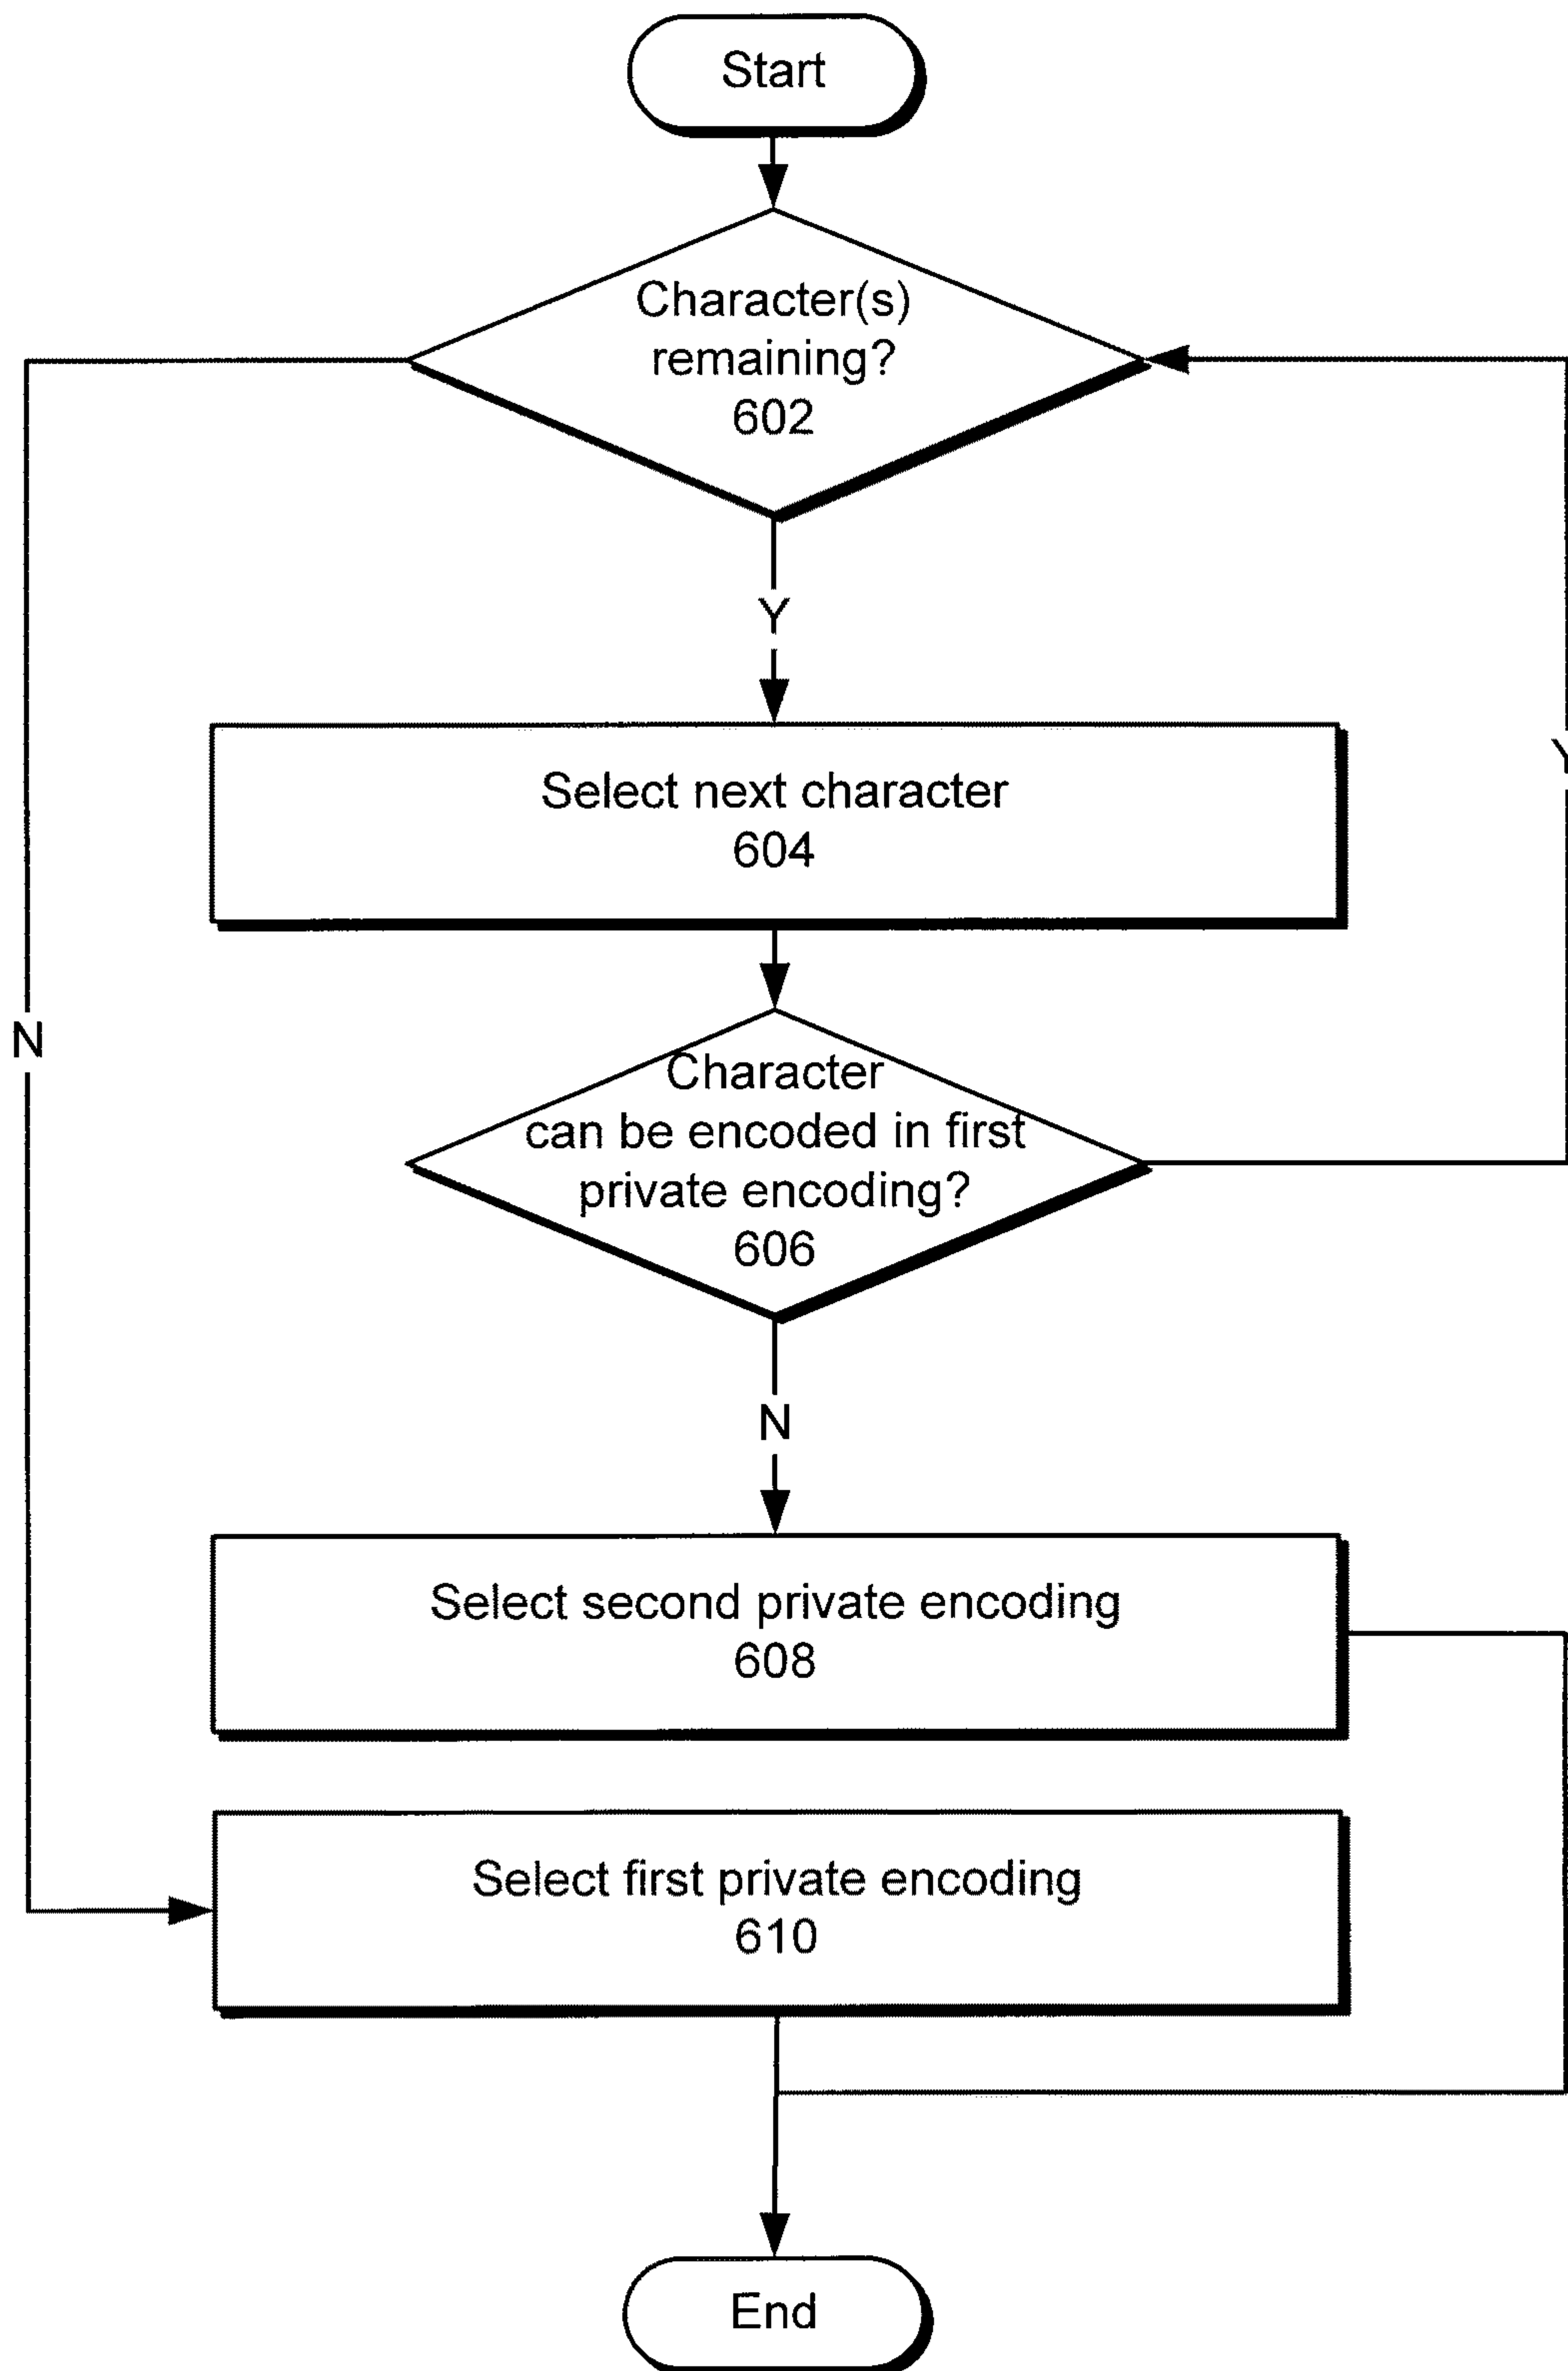 Start
Character(s)
remaining?
602
Y
Select next character
604
Y
N
Character
can be encoded in first
private encoding?
606
N
Select second private encoding
608
Select first private encoding
610
End